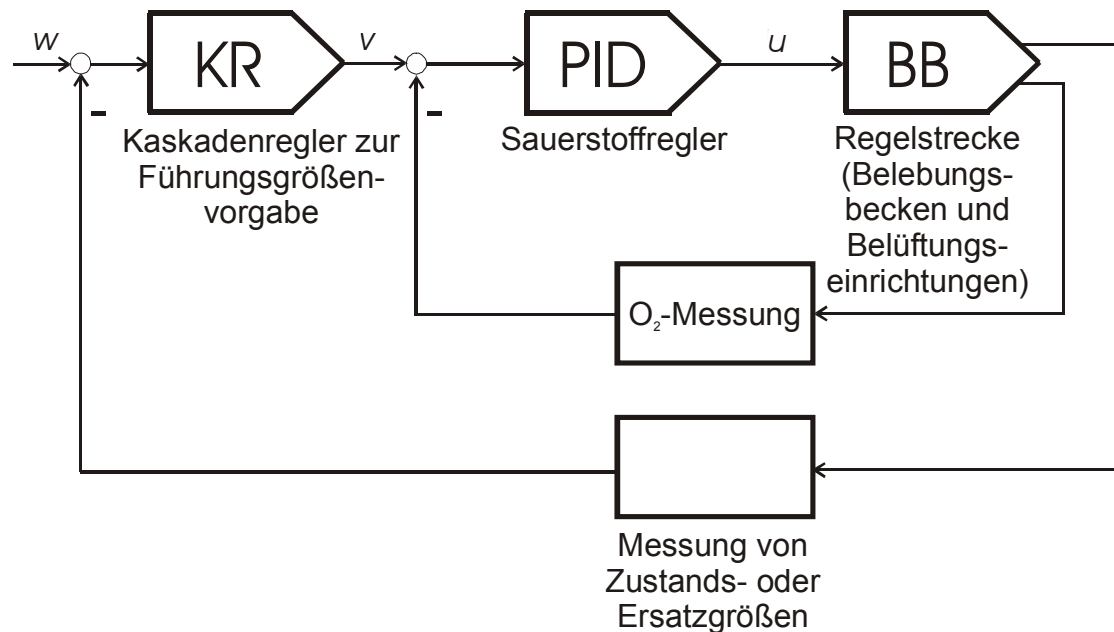 w
KR
v
PID
u
BB
-
-
Kaskadenregler zur
Führungsgrößen-
vorgabe
Sauerstoffregler
Regelstrecke
(Belebungs-
becken und
Belüftungs-
einrichtungen)
O₂-Messung
Messung von
Zustands- oder
Ersatzgrößen